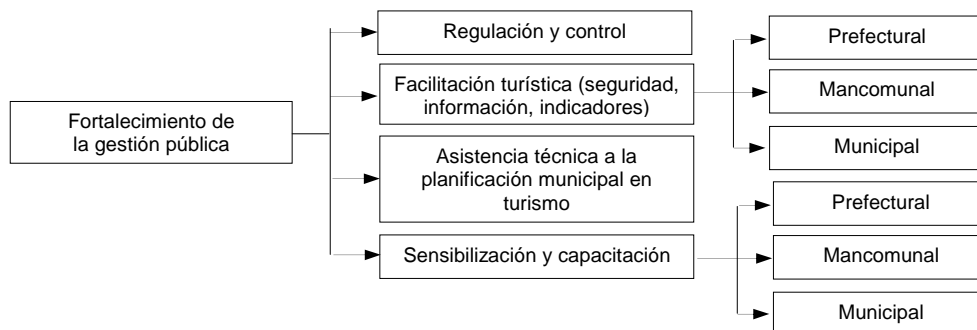 Fortalecimiento de
la gestión pública
Regulación y control
Facilitación turística (seguridad,
información, indicadores)
Asistencia técnica a la
planificación municipal en
turismo
Sensibilización y capacitación
Prefectural
Mancomunal
Municipal
Prefectural
Mancomunal
Municipal